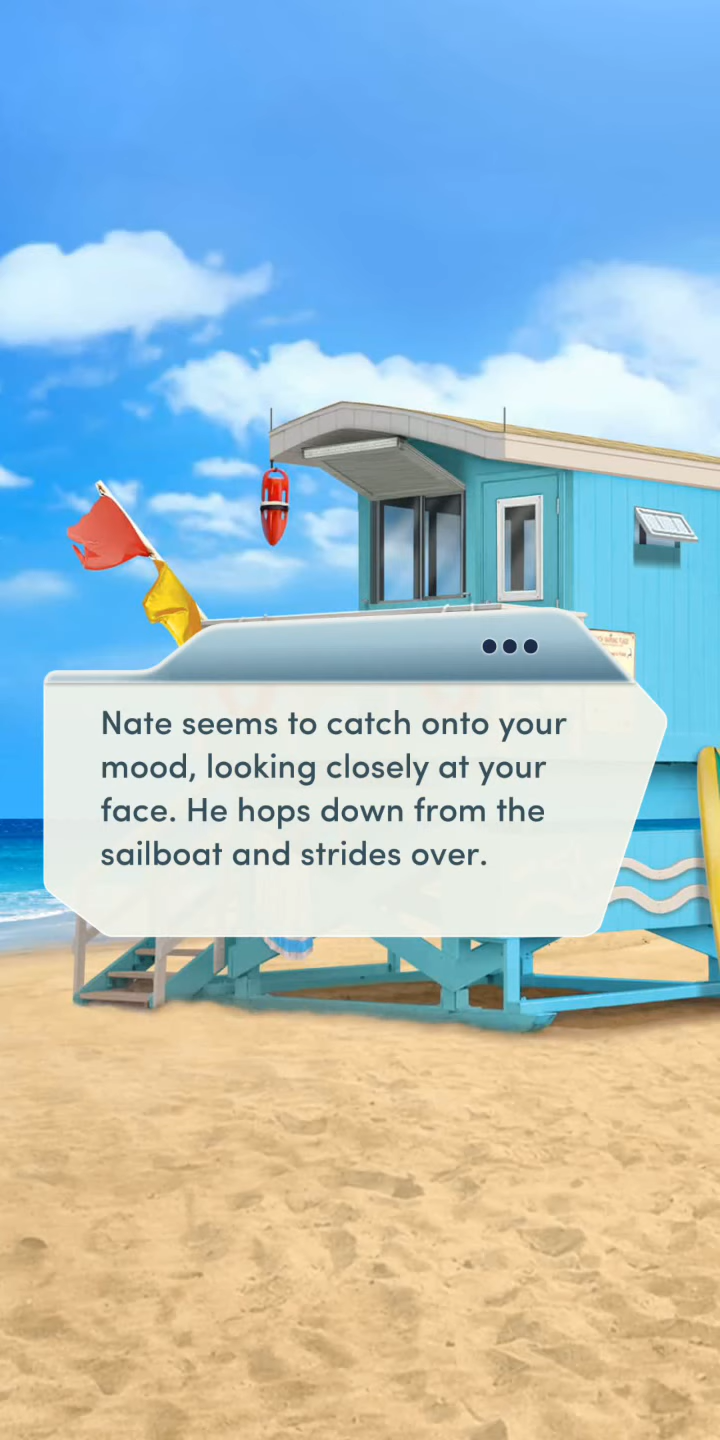 Nate seems to catch onto your
mood, looking closely at your
face. He hops down from the
sailboat and strides over.